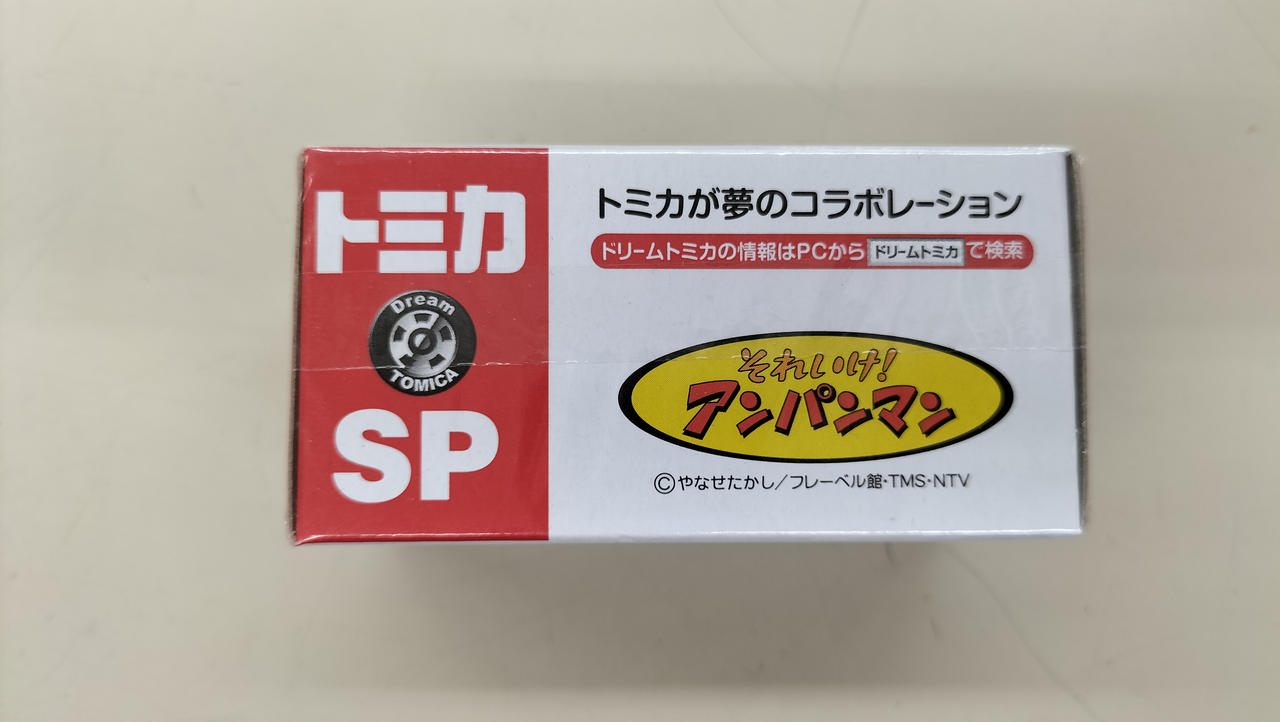 トミカ
Dream
TOMICA
SP
トミカが夢のコラボレーション
ドリームトミカの情報はPCから ドリームトミカ で検索
それいけ!
アンパンマン
©やなせたかし/フレーベル館・TMS・NTV